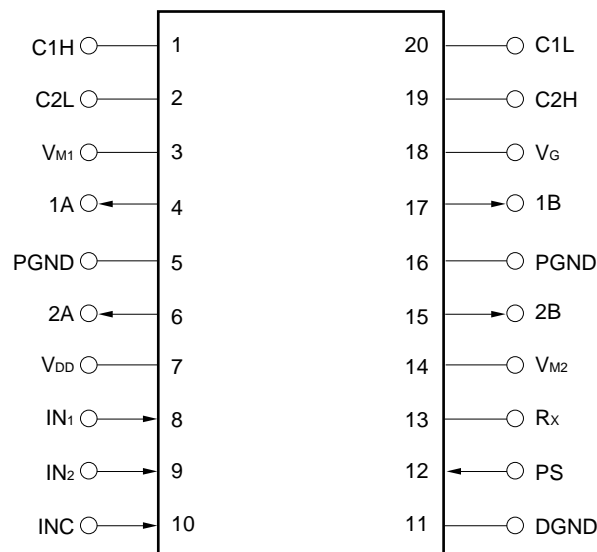 C1H 1 20 C1L
C2L 2 19 C2H
VM1 3 18 VG
1A 4 17 1B
PGND 5 16 PGND
2A 6 15 2B
VDD 7 14 VM2
IN1 8 13 RX
IN2 9 12 PS
INC 10 11 DGND